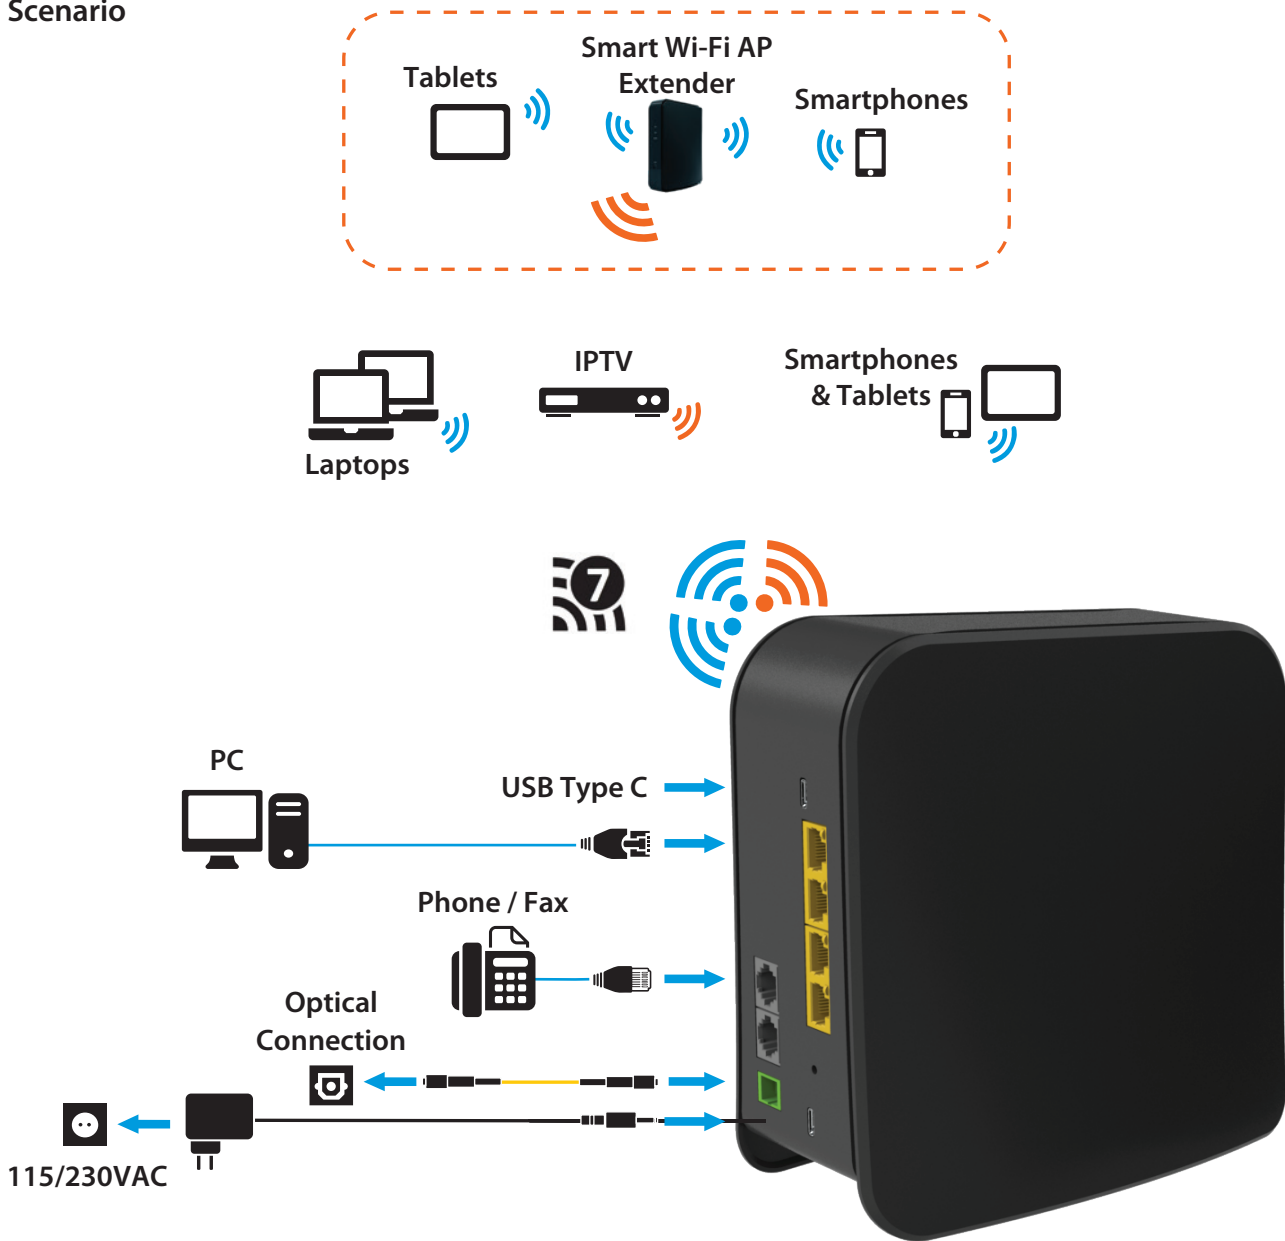 Scenario
Smart Wi-Fi AP
Extender
Tablets
Smartphones
IPTV
Smartphones
& Tablets
Laptops
7
PC
USB Type C
Phone / Fax
Optical
Connection
115/230VAC